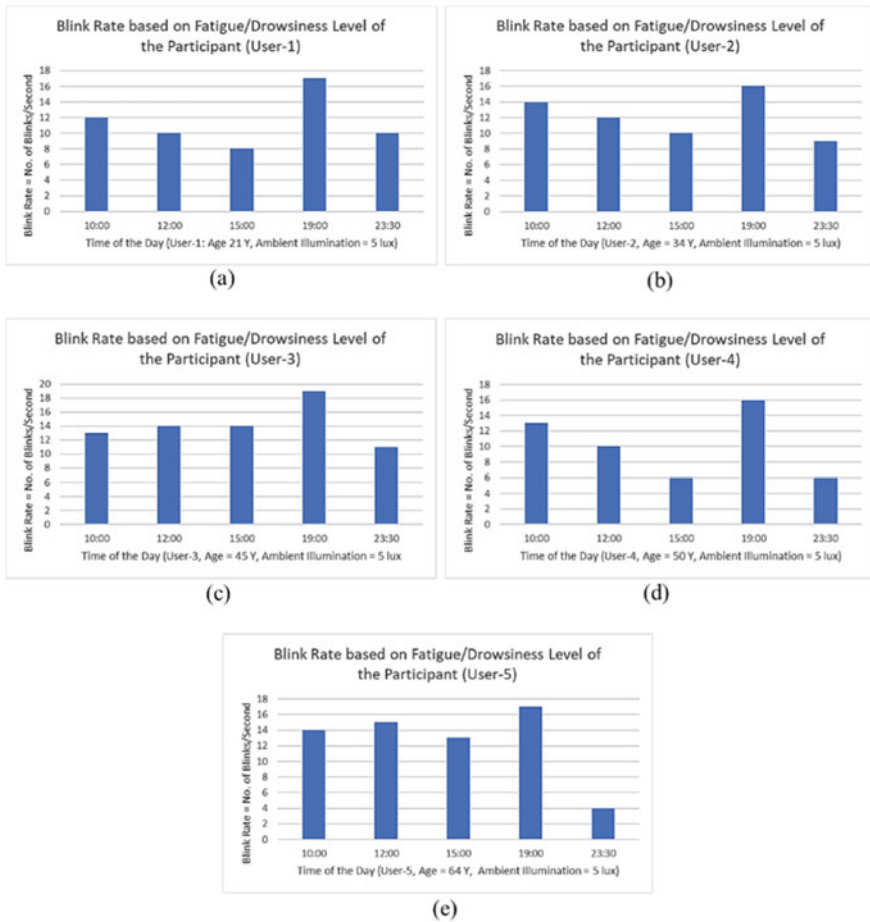 Blink Rate based on Fatigue/Drowsiness Level of
the Participant (User-1)
Blink Rate = No. of Blinks/Second
18
16
14
12
10
8
6
4
2
0
10:00 12:00 15:00 19:00 23:30
Time of the Day (User-1: Age 21 Y, Ambient Illumination = 5 lux)
(a)
Blink Rate based on Fatigue/Drowsiness Level of
the Participant (User-2)
Blink Rate = No. of Blinks/Second
18
16
14
12
10
8
6
4
2
0
10:00 12:00 15:00 19:00 23:30
Time of the Day (User-2, Age = 34 Y, Ambient Illumination = 5 lux)
(b)
Blink Rate based on Fatigue/Drowsiness Level of
the Participant (User-3)
Blink Rate = No. of Blinks/Second
20
18
16
14
12
10
8
6
4
2
0
10:00 12:00 15:00 19:00 23:30
Time of the Day (User-3, Age = 45 Y, Ambient Illumination = 5 lux
(c)
Blink Rate based on Fatigue/Drowsiness Level of
the Participant (User-4)
Blink Rate = No. of Blinks/Second
18
16
14
12
10
8
6
4
2
0
10:00 12:00 15:00 19:00 23:30
Time of the Day (User-4, Age = 50 Y, Ambient Illumination = 5 lux)
(d)
Blink Rate based on Fatigue/Drowsiness Level of
the Participant (User-5)
Blink Rate = No. of Blinks/Second
18
16
14
12
10
8
6
4
2
0
10:00 12:00 15:00 19:00 23:30
Time of the Day (User-5, Age = 64 Y, Ambient Illumination = 5 lux)
(e)